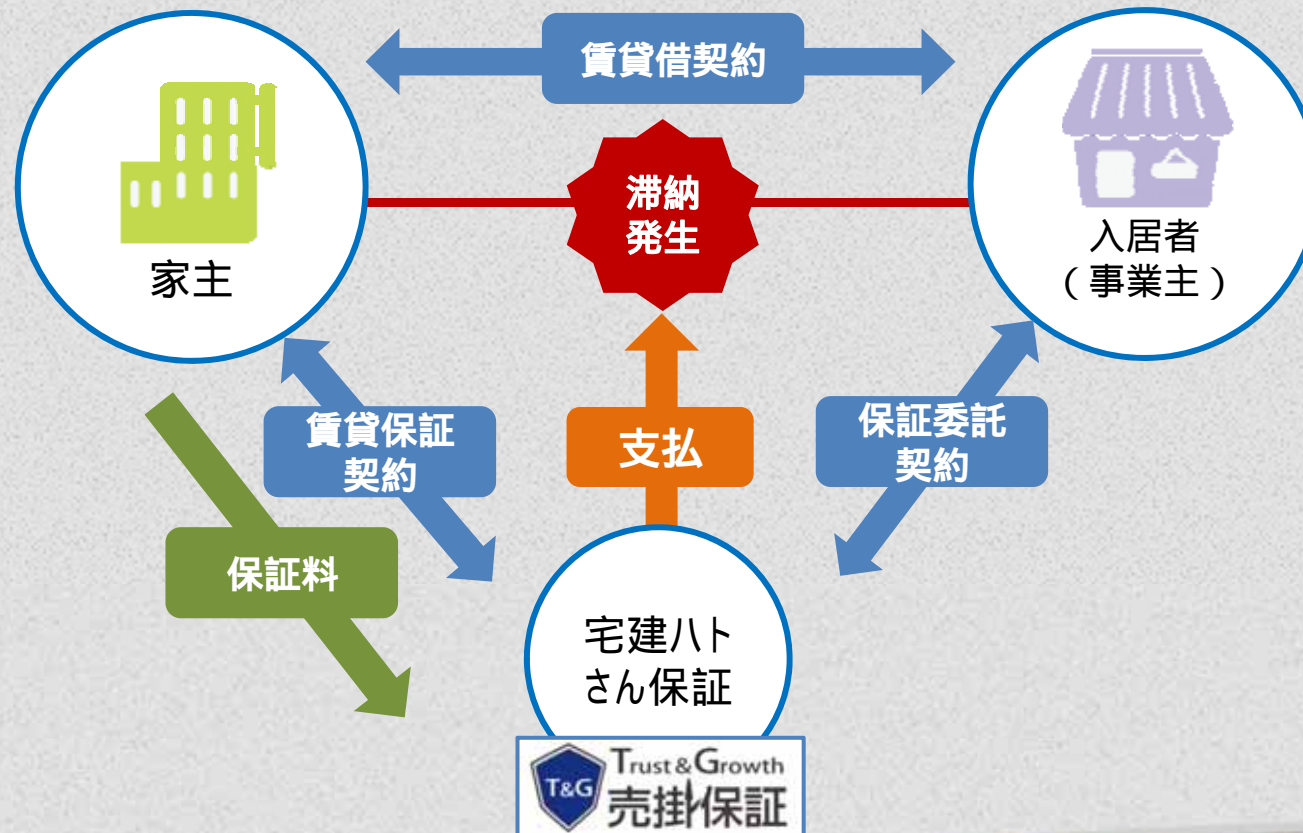 賃貸借契約
滞納
発生
家主
入居者
(事業主)
賃貸保証
契約
支払
保証委託
契約
保証料
宅建ハト
さん保証
T&G
Trust&Growth
売掛保証